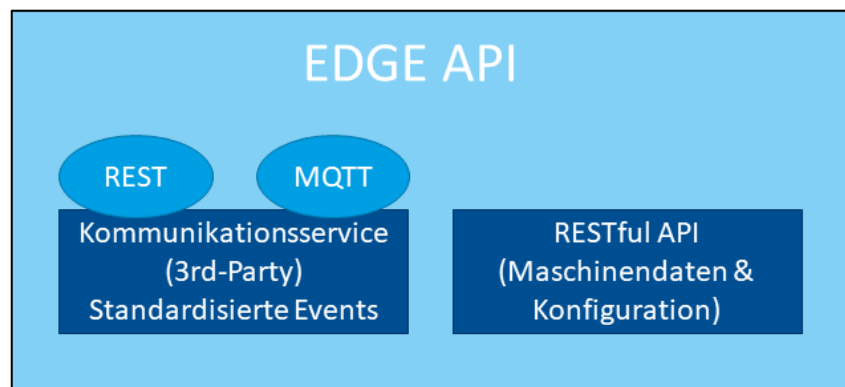 EDGE API
REST
MQTT
Kommunikationsservice
(3rd-Party)
Standardisierte Events
RESTful API
(Maschinendaten &
Konfiguration)